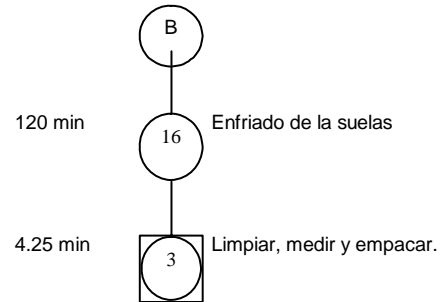 B
120 min 16 Enfriado de la suelas
4.25 min 3 Limpiar, medir y empacar.